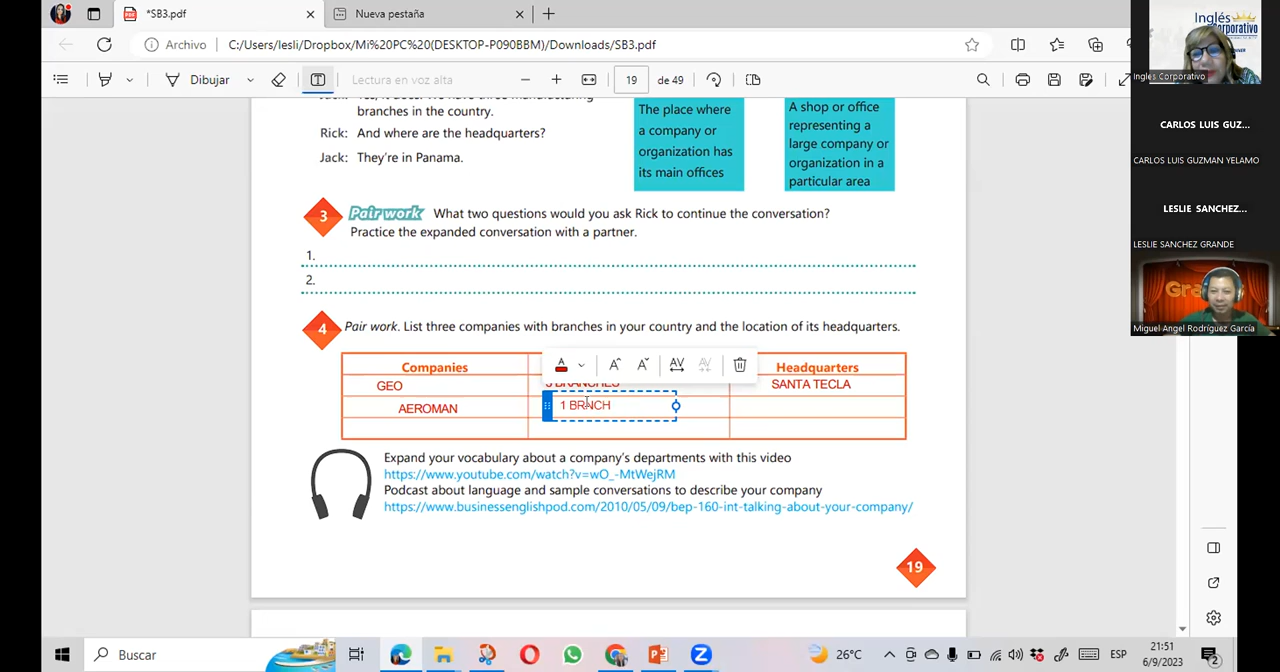 *SB3.pdf
Nueva pestaña
Archivo
C:/Users/lesli/Dropbox/Mi%20PC%20(DESKTOP-P090BBM)/Downloads/SB3.pdf
Dibujar
Lectura en voz alta
19
de 49
branches in the country.
Rick: And where are the headquarters?
Jack: They're in Panama.
The place where
a company or
organization has
its main offices
A shop or office
representing a
large company or
organization in a
particular area
3
Pair work What two questions would you ask Rick to continue the conversation?
Practice the expanded conversation with a partner.
1.
2.
4
Pair work. List three companies with branches in your country and the location of its headquarters.
Companies
Headquarters
GEO
3 BRANCHES
SANTA TECLA
AEROMAN
1 BRNCH
Expand your vocabulary about a company's departments with this video
https://www.youtube.com/watch?v=wO_-MtWejRM
Podcast about language and sample conversations to describe your company
https://www.businessenglishpod.com/2010/05/09/bep-160-int-talking-about-your-company/
19
Inglés
Corporativo
Ingles Corporativo
CARLOS LUIS GUZ...
CARLOS LUIS GUZMAN YELAMO
LESLIE SANCHEZ...
LESLIE SANCHEZ GRANDE
Miguel Angel Rodríguez García
Buscar
26°C
ESP
21:51
6/9/2023